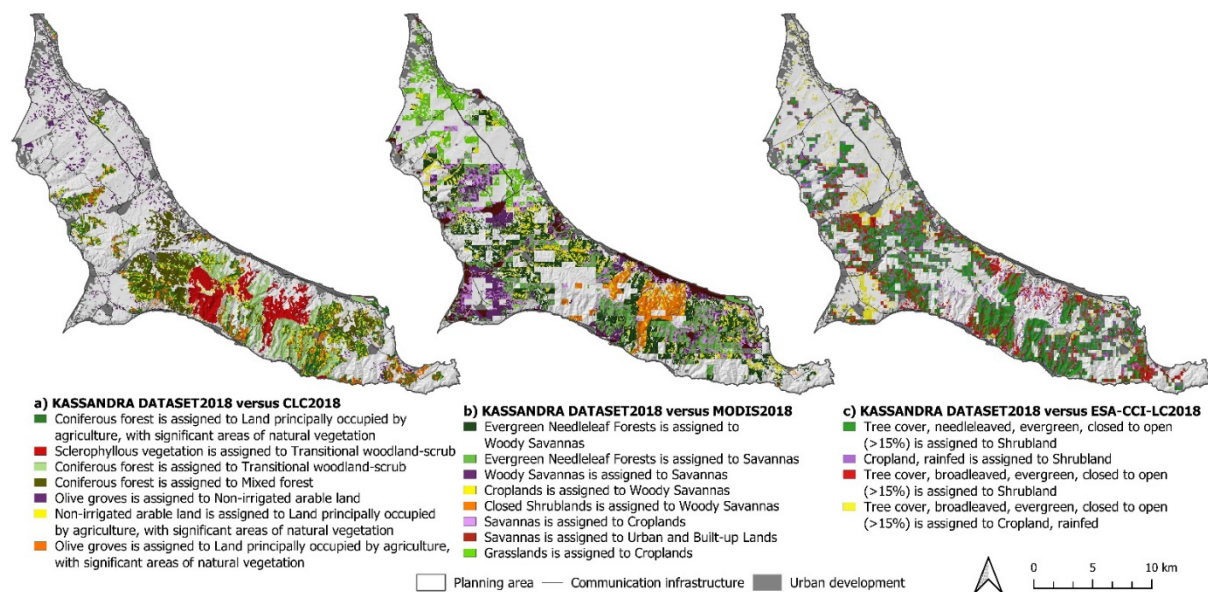 a) KASSANDRA DATASET2018 versus CLC2018
Coniferous forest is assigned to Land principally occupied by
agriculture, with significant areas of natural vegetation
Sclerophyllous vegetation is assigned to Transitional woodland-scrub
Coniferous forest is assigned to Transitional woodland-scrub
Coniferous forest is assigned to Mixed forest
Olive groves is assigned to Non-irrigated arable land
Non-irrigated arable land is assigned to Land principally occupied
by agriculture, with significant areas of natural vegetation
Olive groves is assigned to Land principally occupied by agriculture,
with significant areas of natural vegetation
b) KASSANDRA DATASET2018 versus MODIS2018
Evergreen Needleleaf Forests is assigned to
Woody Savannas
Evergreen Needleleaf Forests is assigned to Savannas
Woody Savannas is assigned to Savannas
Croplands is assigned to Woody Savannas
Closed Shrublands is assigned to Woody Savannas
Savannas is assigned to Croplands
Savannas is assigned to Urban and Built-up Lands
Grasslands is assigned to Croplands
c) KASSANDRA DATASET2018 versus ESA-CCI-LC2018
Tree cover, needleleaved, evergreen, closed to open
(>15%) is assigned to Shrubland
Cropland, rainfed is assigned to Shrubland
Tree cover, broadleaved, evergreen, closed to open
(>15%) is assigned to Shrubland
Tree cover, broadleaved, evergreen, closed to open
(>15%) is assigned to Cropland, rainfed
Planning area
Communication infrastructure
Urban development
0 5 10 km